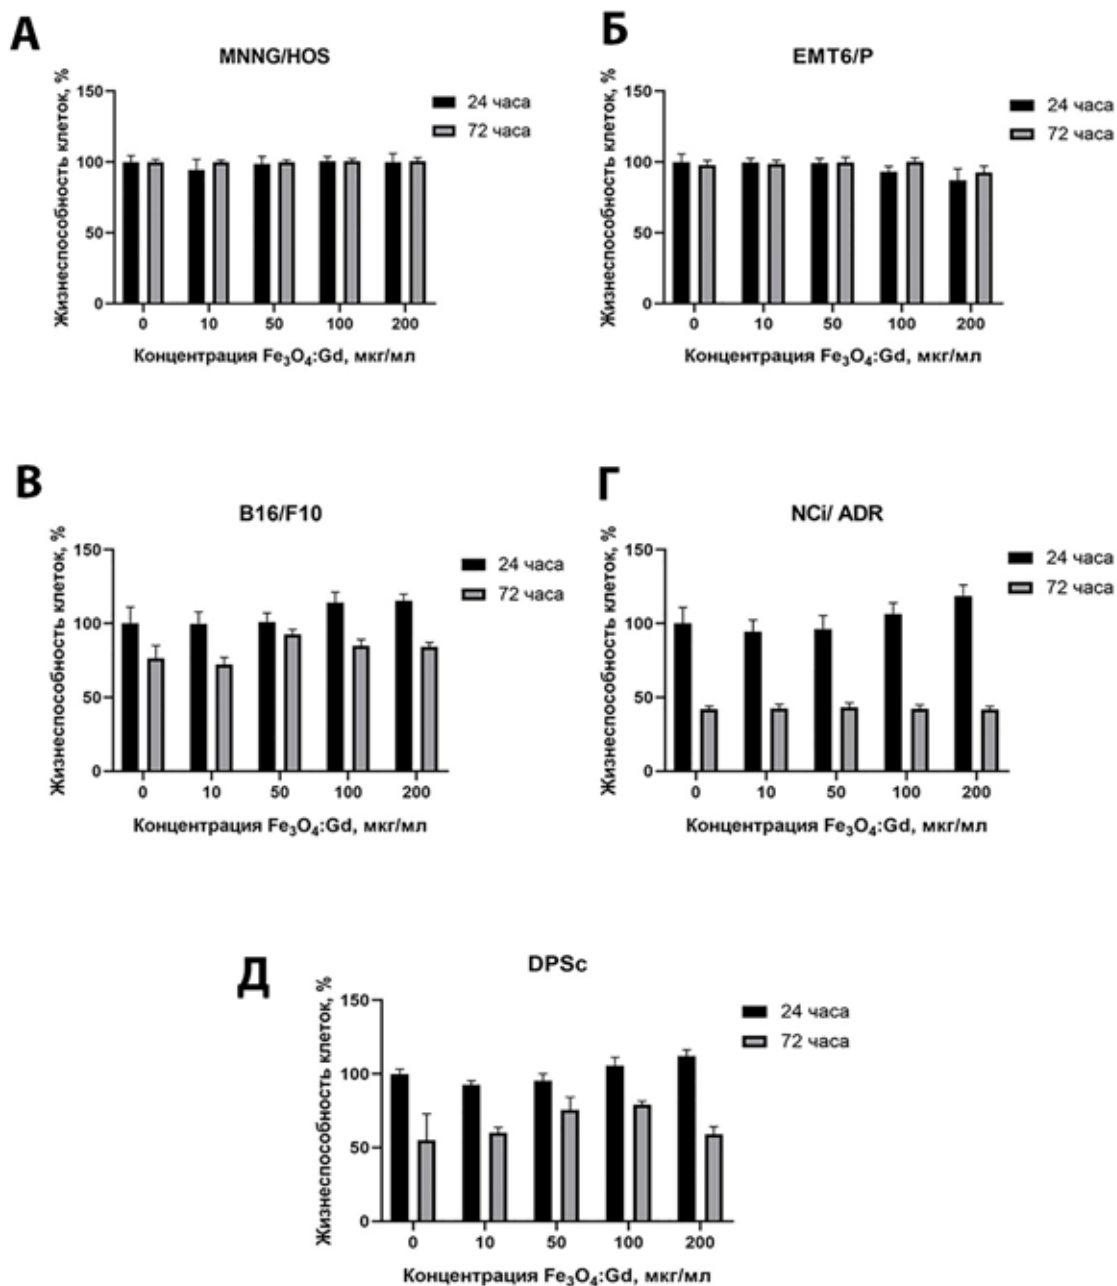 А
MNNG/HOS
Жизнеспособность клеток, %
150
100
50
0
0 10 50 100 200
Концентрация Fe₃O₄:Gd, мкг/мл
24 часа
72 часа
Б
EMT6/P
Жизнеспособность клеток, %
150
100
50
0
0 10 50 100 200
Концентрация Fe₃O₄:Gd, мкг/мл
24 часа
72 часа
В
B16/F10
Жизнеспособность клеток, %
150
100
50
0
0 10 50 100 200
Концентрация Fe₃O₄:Gd, мкг/мл
24 часа
72 часа
Г
NCi/ ADR
Жизнеспособность клеток, %
150
100
50
0
0 10 50 100 200
Концентрация Fe₃O₄:Gd, мкг/мл
24 часа
72 часа
Д
DPSc
Жизнеспособность клеток, %
150
100
50
0
0 10 50 100 200
Концентрация Fe₃O₄:Gd, мкг/мл
24 часа
72 часа